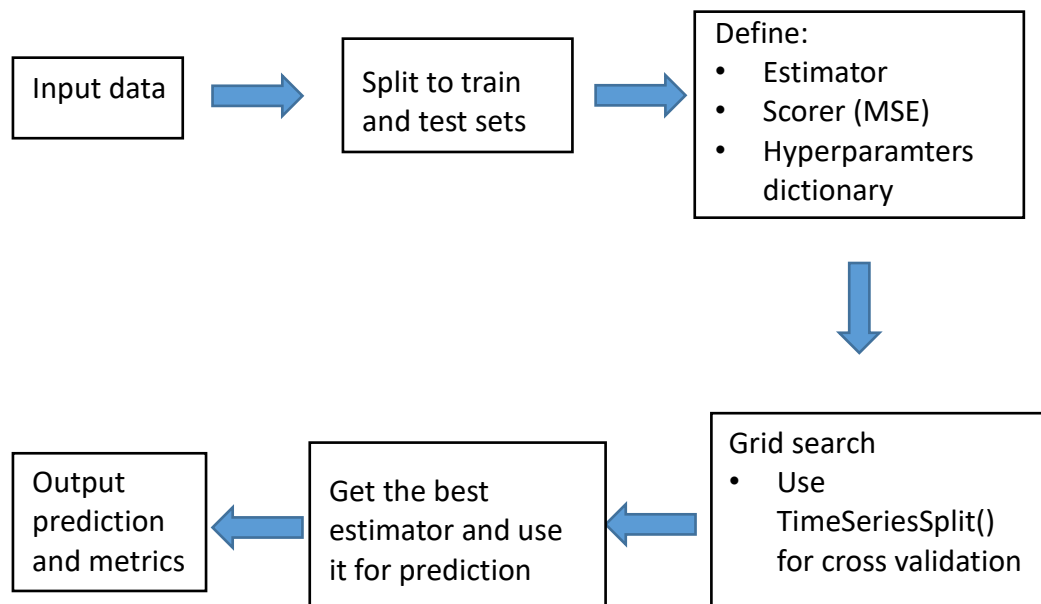 Input data
Split to train
and test sets
Define:
• Estimator
• Scorer (MSE)
• Hyperparamters
dictionary
Grid search
• Use
TimeSeriesSplit()
for cross validation
Get the best
estimator and use
it for prediction
Output
prediction
and metrics